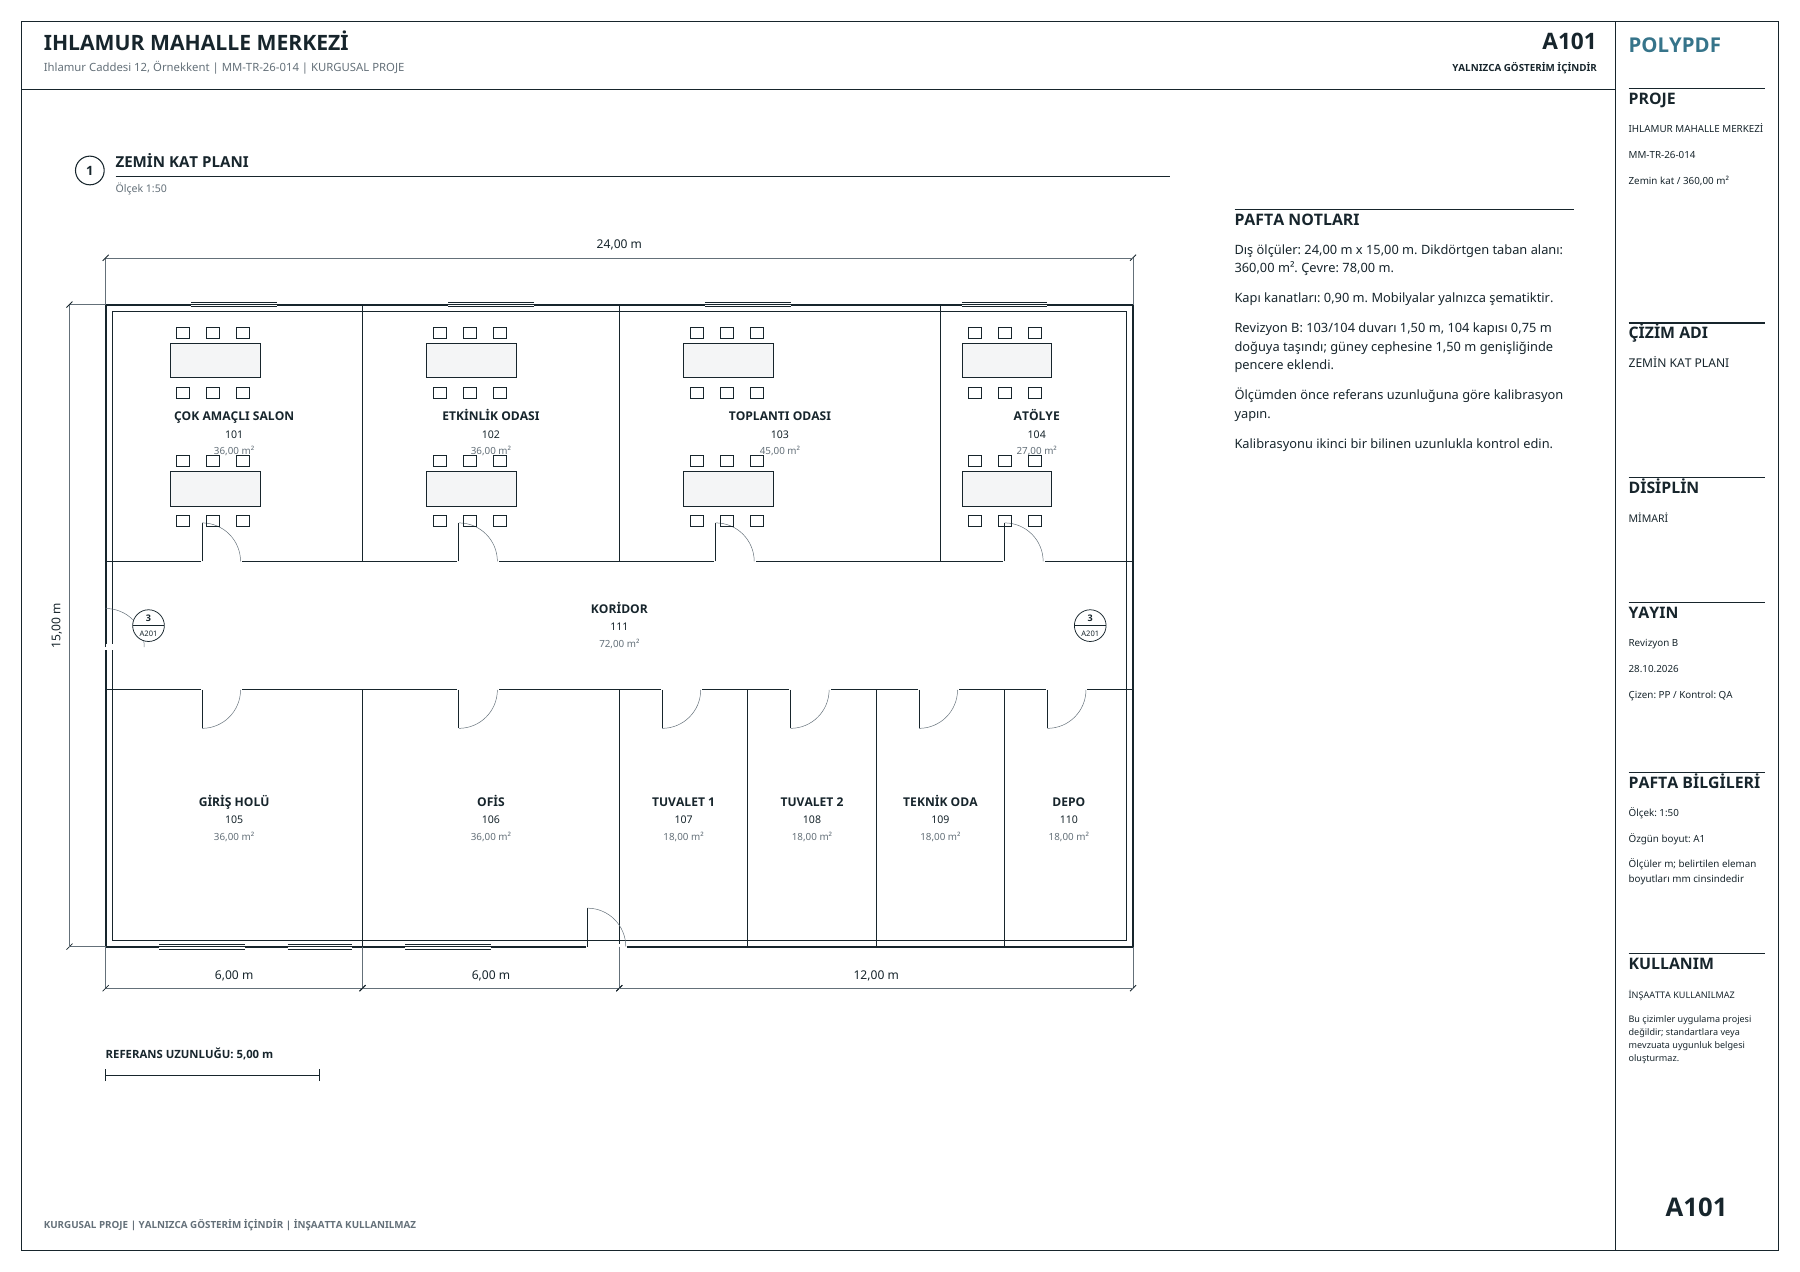 IHLAMUR MAHALLE MERKEZİ
Ihlamur Caddesi 12, Örnekkent | MM-TR-26-014 | KURGUSAL PROJE
A101
YALNIZCA GÖSTERİM İÇİNDİR
1
ZEMİN KAT PLANI
Ölçek 1:50
24,00 m
15,00 m
ÇOK AMAÇLI SALON
101
36,00 m²
ETKİNLİK ODASI
102
36,00 m²
TOPLANTI ODASI
103
45,00 m²
ATÖLYE
104
27,00 m²
3
A201
KORİDOR
111
72,00 m²
3
A201
GİRİŞ HOLÜ
105
36,00 m²
OFİS
106
36,00 m²
TUVALET 1
107
18,00 m²
TUVALET 2
108
18,00 m²
TEKNİK ODA
109
18,00 m²
DEPO
110
18,00 m²
6,00 m
6,00 m
12,00 m
REFERANS UZUNLUĞU: 5,00 m
PAFTA NOTLARI
Dış ölçüler: 24,00 m x 15,00 m. Dikdörtgen taban alanı:
360,00 m². Çevre: 78,00 m.
Kapı kanatları: 0,90 m. Mobilyalar yalnızca şematiktir.
Revizyon B: 103/104 duvarı 1,50 m, 104 kapısı 0,75 m
doğuya taşındı; güney cephesine 1,50 m genişliğinde
pencere eklendi.
Ölçümden önce referans uzunluğuna göre kalibrasyon
yapın.
Kalibrasyonu ikinci bir bilinen uzunlukla kontrol edin.
POLYPDF
PROJE
IHLAMUR MAHALLE MERKEZİ
MM-TR-26-014
Zemin kat / 360,00 m²
ÇİZİM ADI
ZEMİN KAT PLANI
DİSİPLİN
MİMARİ
YAYIN
Revizyon B
28.10.2026
Çizen: PP / Kontrol: QA
PAFTA BİLGİLERİ
Ölçek: 1:50
Özgün boyut: A1
Ölçüler m; belirtilen eleman
boyutları mm cinsindedir
KULLANIM
İNŞAATTA KULLANILMAZ
Bu çizimler uygulama projesi
değildir; standartlara veya
mevzuata uygunluk belgesi
oluşturmaz.
A101
KURGUSAL PROJE | YALNIZCA GÖSTERİM İÇİNDİR | İNŞAATTA KULLANILMAZ